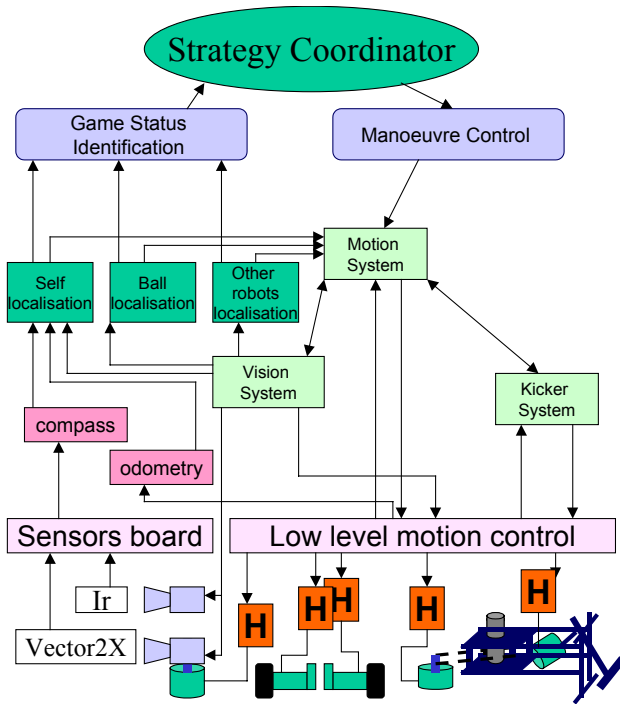 Strategy Coordinator
Game Status
Identification
Manoeuvre Control
Motion
System
Self
localisation
Ball
localisation
Other
robots
localisation
Vision
System
Kicker
System
compass
odometry
Sensors board
Low level motion control
Ir
Vector2X
H
H
H
H
H